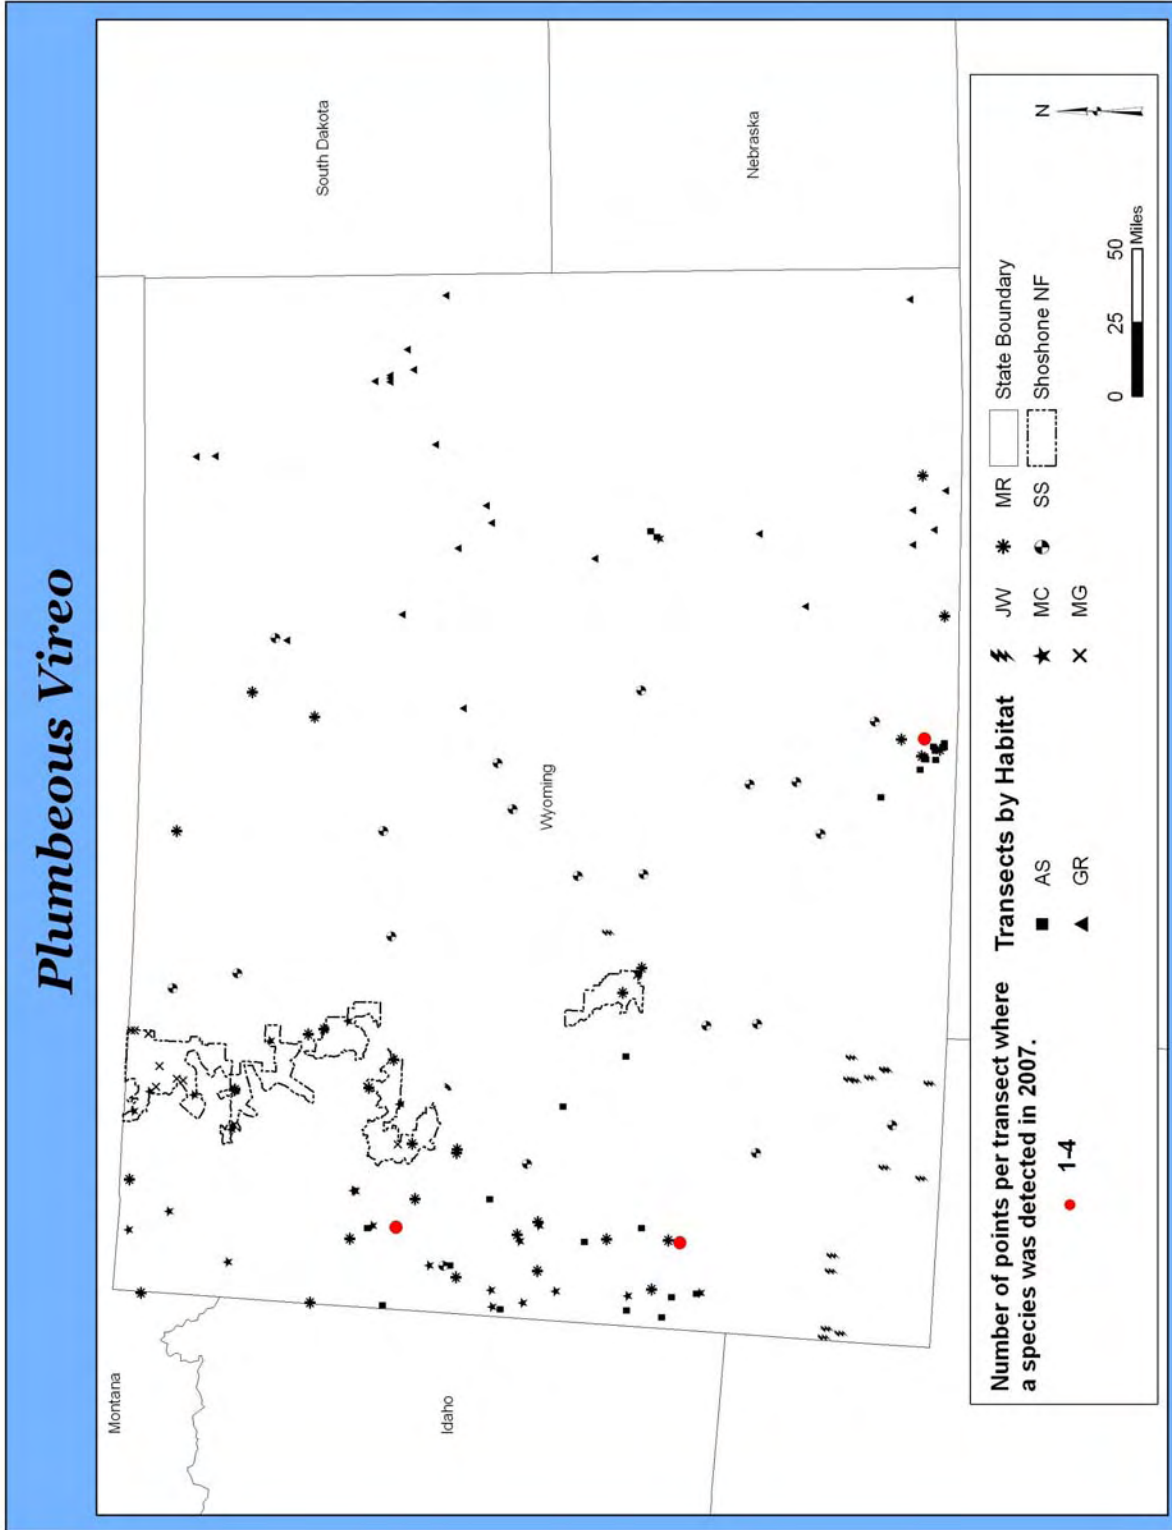 Plumbeous Vireo
Montana
South Dakota
Idaho
Wyoming
Nebraska
Number of points per transect where
a species was detected in 2007.
1-4
Transects by Habitat
AS
GR
JW
MC
MG
MR
SS
State Boundary
Shoshone NF
N
0 25 50
Miles